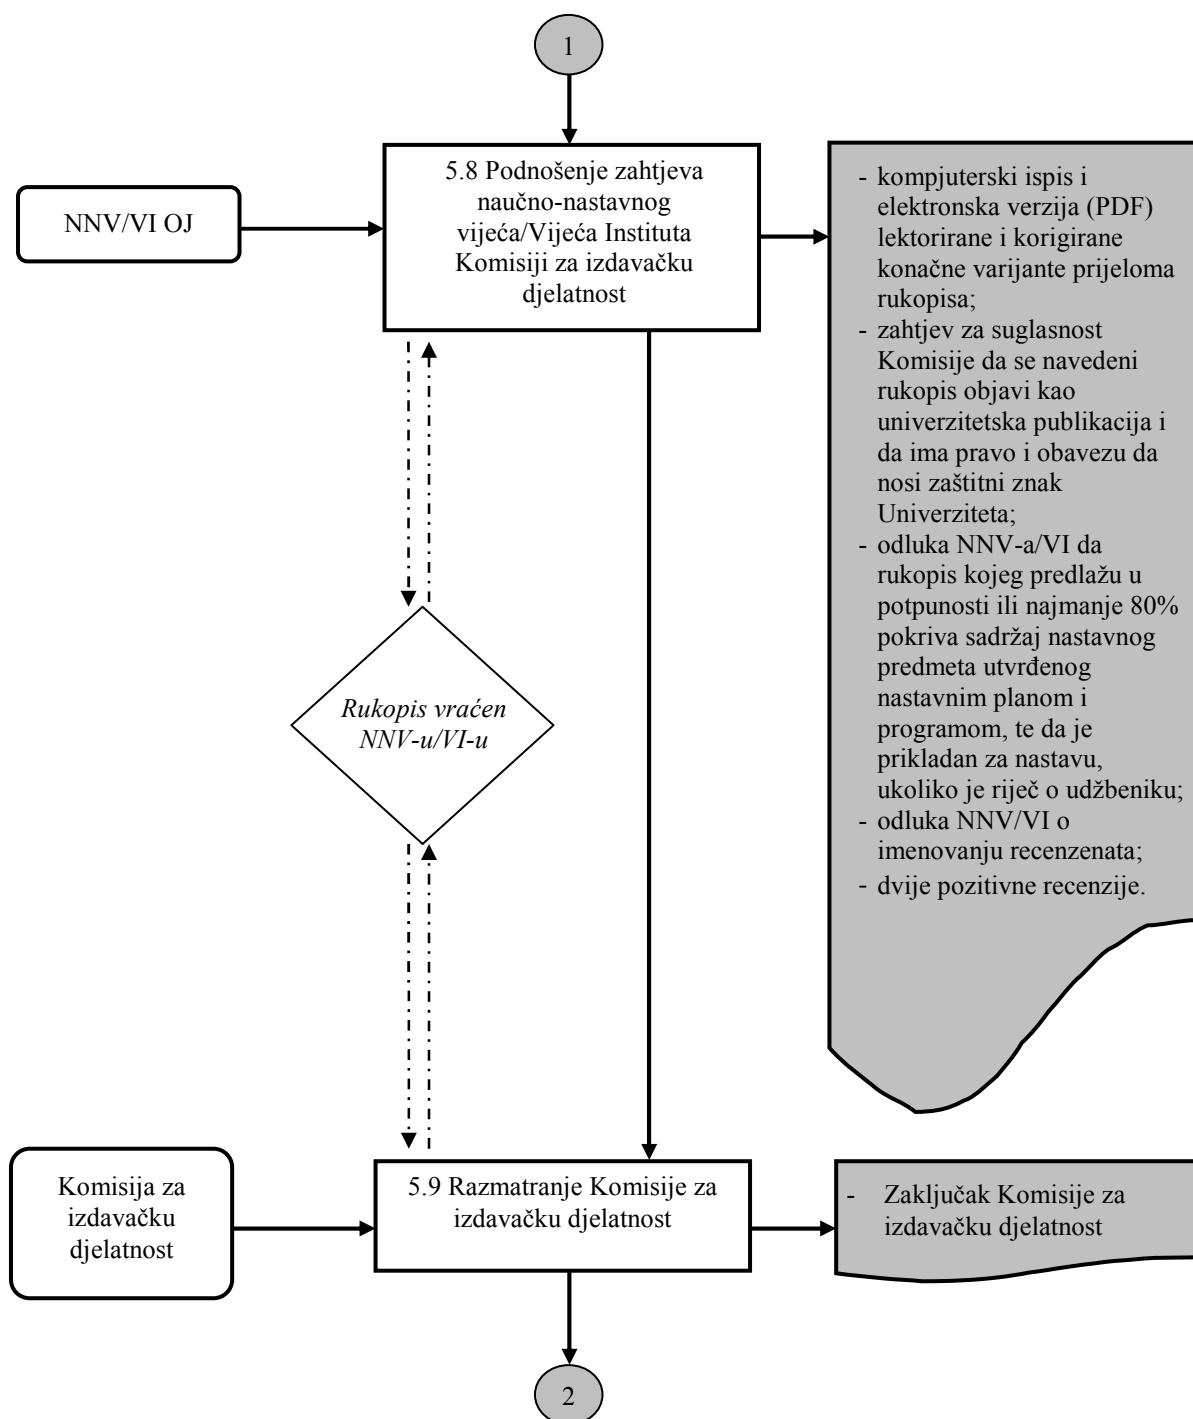 1
NNV/VI OJ
5.8 Podnošenje zahtjeva
naučno-nastavnog
vijeća/Vijeća Instituta
Komisiji za izdavačku
djelatnost
- kompjuterski ispis i
elektronska verzija (PDF)
lektorirane i korigirane
konačne varijante prijeloma
rukopisa;
- zahtjev za suglasnost
Komisije da se navedeni
rukopis objavi kao
univerzitetska publikacija i
da ima pravo i obavezu da
nosi zaštitni znak
Univerziteta;
- odluka NNV-a/VI da
rukopis kojeg predlažu u
potpunosti ili najmanje 80%
pokriva sadržaj nastavnog
predmeta utvrđenog
nastavnim planom i
programom, te da je
prikladan za nastavu,
ukoliko je riječ o udžbeniku;
- odluka NNV/VI o
imenovanju recenzenata;
- dvije pozitivne recenzije.
Rukopis vraćen
NNV-u/VI-u
Komisija za
izdavačku
djelatnost
5.9 Razmatranje Komisije za
izdavačku djelatnost
- Zaključak Komisije za
izdavačku djelatnost
2